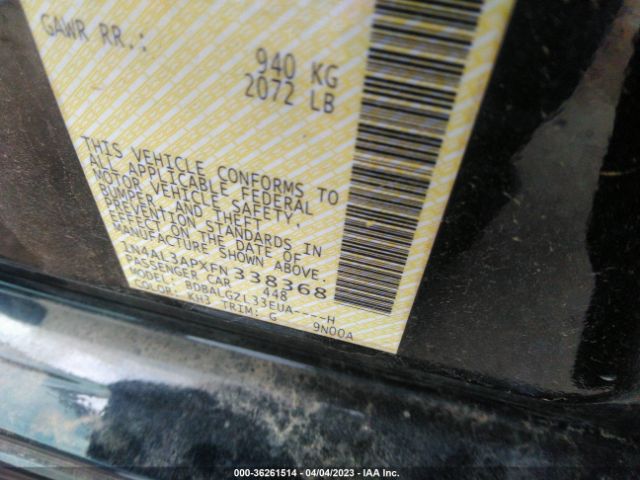 GAWR RR.:
940 KG
2072 LB
THIS VEHICLE CONFORMS TO
ALL APPLICABLE FEDERAL
MOTOR VEHICLE SAFETY,
BUMPER, AND THEFT
PREVENTION STANDARDS IN
EFFECT ON THE DATE OF
MANUFACTURE SHOWN ABOVE.
1N4AL3APXFN338368
PASSENGER CAR 448
MODEL: BDBALGZL33EUA----H
COLOR: KH3 TRIM: G 9N00A
000-36261514 - 04/04/2023 - IAA Inc.